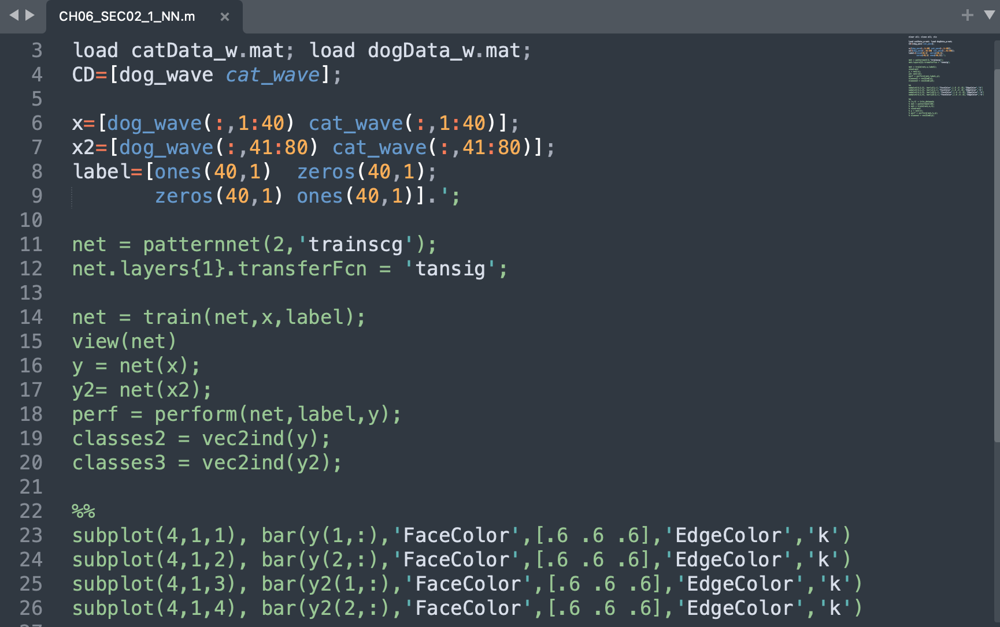 CH06_SEC02_1_NN.m
3 load catData_w.mat; load dogData_w.mat;
4 CD=[dog_wave cat_wave];
5
6 x=[dog_wave(:,1:40) cat_wave(:,1:40)];
7 x2=[dog_wave(:,41:80) cat_wave(:,41:80)];
8 label=[ones(40,1)  zeros(40,1);
9        zeros(40,1) ones(40,1)].';
10
11 net = patternnet(2,'trainscg');
12 net.layers{1}.transferFcn = 'tansig';
13
14 net = train(net,x,label);
15 view(net)
16 y = net(x);
17 y2= net(x2);
18 perf = perform(net,label,y);
19 classes2 = vec2ind(y);
20 classes3 = vec2ind(y2);
21
22 %%
23 subplot(4,1,1), bar(y(1,:),'FaceColor',[.6 .6 .6],'EdgeColor','k')
24 subplot(4,1,2), bar(y(2,:),'FaceColor',[.6 .6 .6],'EdgeColor','k')
25 subplot(4,1,3), bar(y2(1,:),'FaceColor',[.6 .6 .6],'EdgeColor','k')
26 subplot(4,1,4), bar(y2(2,:),'FaceColor',[.6 .6 .6],'EdgeColor','k')